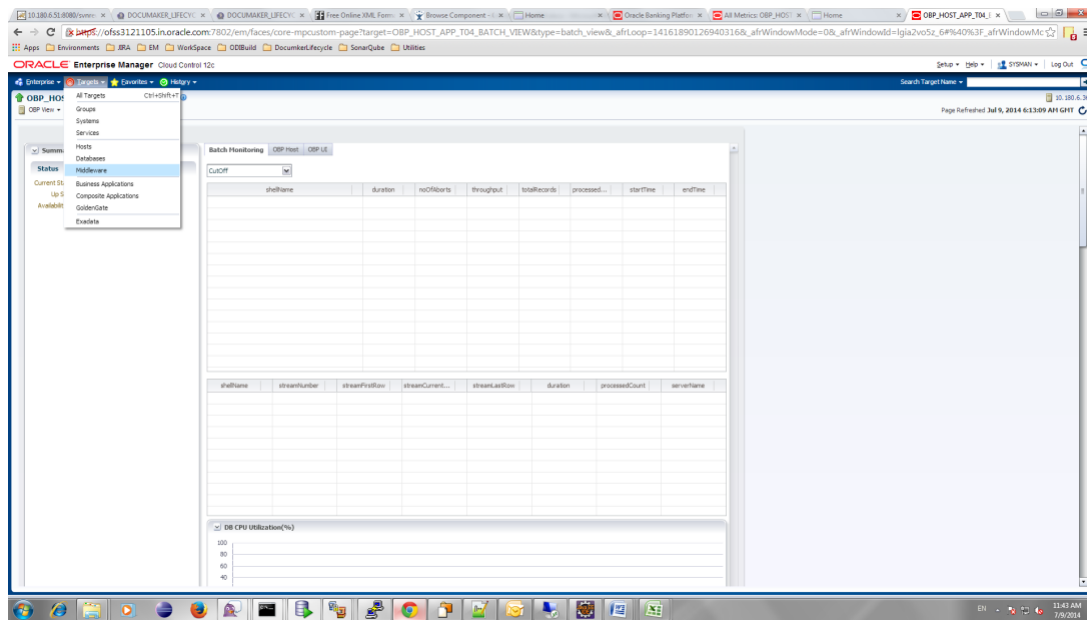 10.180.6.51:8080/svnre
DOCUMAKER_LIFECYC
DOCUMAKER_LIFECYC
Free Online XML Form
Browse Component -
Home
Oracle Banking Platfor
All Metrics: OBP_HOST
Home
OBP_HOST_APP_T04_
https://ofss3121105.in.oracle.com:7802/em/faces/core-mpcustom-page?target=OBP_HOST_APP_T04_BATCH_VIEW&type=batch_view&_afrLoop=14161890126940316&_afrWindowMode=0&_afrWindowId=lgia2vo5z_6#%40%3F_afrWindowMc
Apps Environments JIRA EM WorkSpace ODIBuild DocumkerLifecycle SonarQube Utilities
ORACLE Enterprise Manager Cloud Control 12c
Setup Help SYSMAN Log Out
Enterprise Targets Favorites History
Search Target Name
OBP_HOS
10.180.6.3
OBP View
Page Refreshed Jul 9, 2014 6:13:09 AM GMT
All Targets Ctrl+Shift+T
Groups
Systems
Services
Hosts
Databases
Middleware
Business Applications
Composite Applications
GoldenGate
Exadata
Summa
Status
Current St
Up S
Availabilit
Batch Monitoring OBP Host OBP UI
CutOff
shellName duration noOfAborts throughput totalRecords processed... startTime endTime
shellName streamNumber streamFirstRow streamCurrent... streamLastRow duration processedCount serverName
DB CPU Utilization(%)
100
80
60
40
EN
11:43 AM
7/9/2014